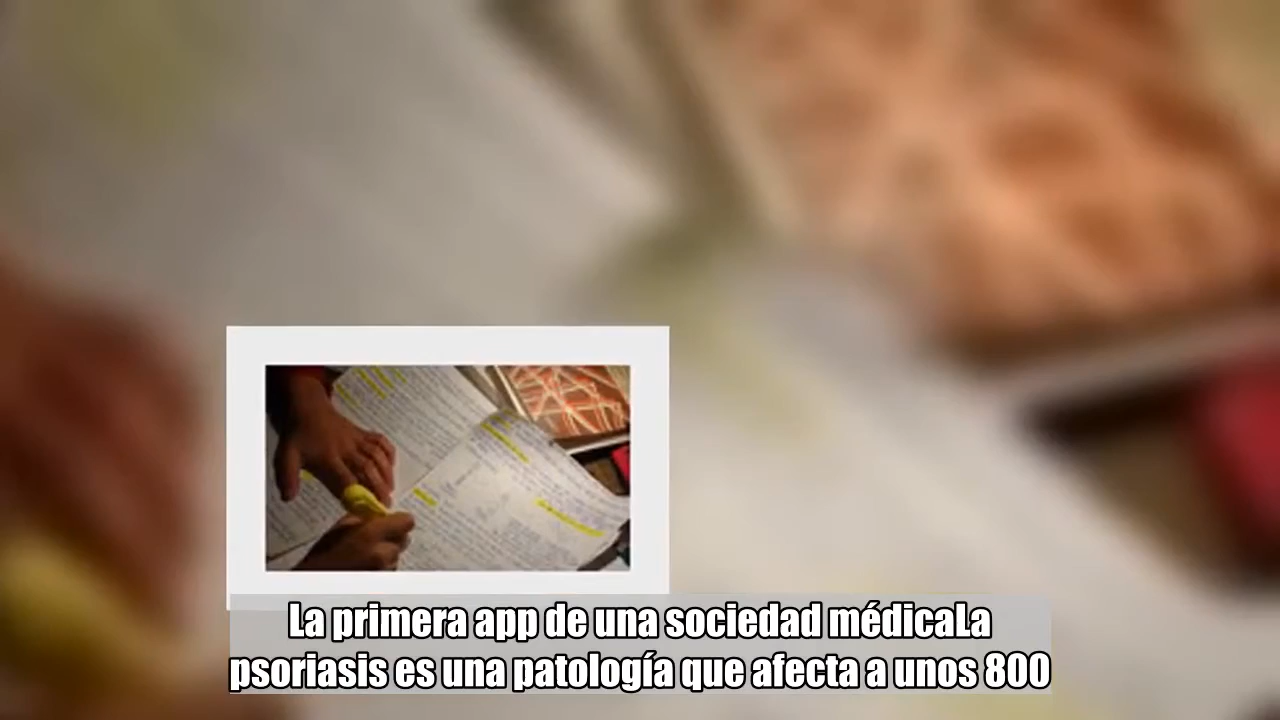 La primera app de una sociedad médicaLa
psoriasis es una patología que afecta a unos 800